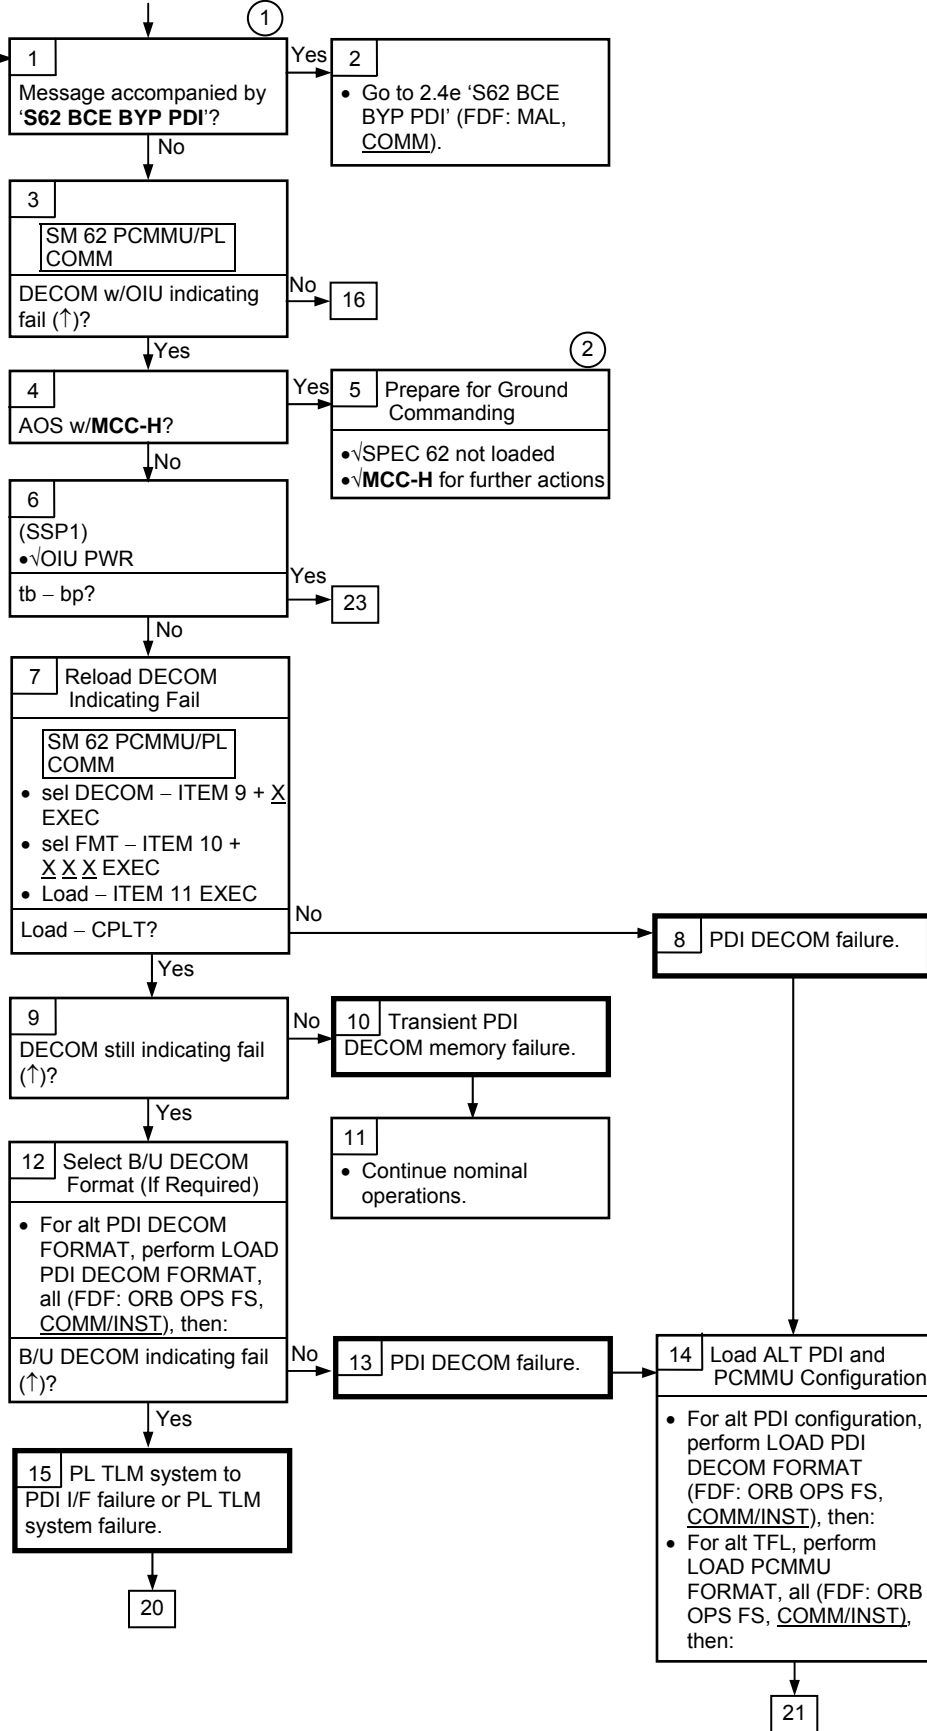 1
1
Message accompanied by
‘S62 BCE BYP PDI’?
Yes
2
• Go to 2.4e ‘S62 BCE
BYP PDI’ (FDF: MAL,
COMM).
No
3
SM 62 PCMMU/PL
COMM
DECOM w/OIU indicating
fail (↑)?
No
16
Yes
2
4
AOS w/MCC-H?
Yes
5 Prepare for Ground
Commanding
•√SPEC 62 not loaded
•√MCC-H for further actions
No
6
(SSP1)
•√OIU PWR
tb – bp?
Yes
23
No
7 Reload DECOM
Indicating Fail
SM 62 PCMMU/PL
COMM
• sel DECOM – ITEM 9 + X
EXEC
• sel FMT – ITEM 10 +
X X X EXEC
• Load – ITEM 11 EXEC
Load – CPLT?
No
8 PDI DECOM failure.
Yes
9
DECOM still indicating fail
(↑)?
No
10 Transient PDI
DECOM memory failure.
11
• Continue nominal
operations.
Yes
12 Select B/U DECOM
Format (If Required)
• For alt PDI DECOM
FORMAT, perform LOAD
PDI DECOM FORMAT,
all (FDF: ORB OPS FS,
COMM/INST), then:
B/U DECOM indicating fail
(↑)?
No
13 PDI DECOM failure.
14 Load ALT PDI and
PCMMU Configuration
• For alt PDI configuration,
perform LOAD PDI
DECOM FORMAT
(FDF: ORB OPS FS,
COMM/INST), then:
• For alt TFL, perform
LOAD PCMMU
FORMAT, all (FDF: ORB
OPS FS, COMM/INST),
then:
21
Yes
15 PL TLM system to
PDI I/F failure or PL TLM
system failure.
20